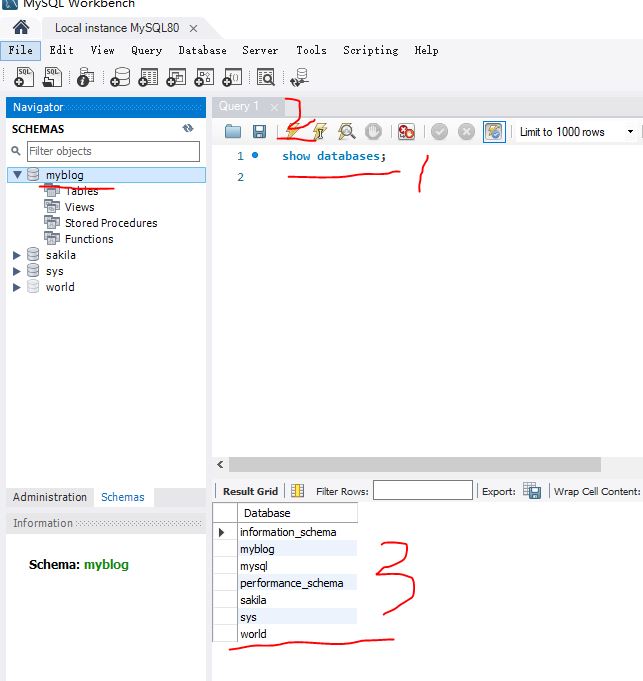 MySQL Workbench
Local instance MySQL80 ×
File Edit View Query Database Server Tools Scripting Help
Navigator
SCHEMAS
Filter objects
myblog
Tables
Views
Stored Procedures
Functions
sakila
sys
world
Administration Schemas
Information
Schema: myblog
Query 1 ×
2
Limit to 1000 rows
1 show databases;
1
2
Result Grid Filter Rows: Export: Wrap Cell Content:
Database
information_schema
myblog
mysql
performance_schema
sakila
sys
world
3